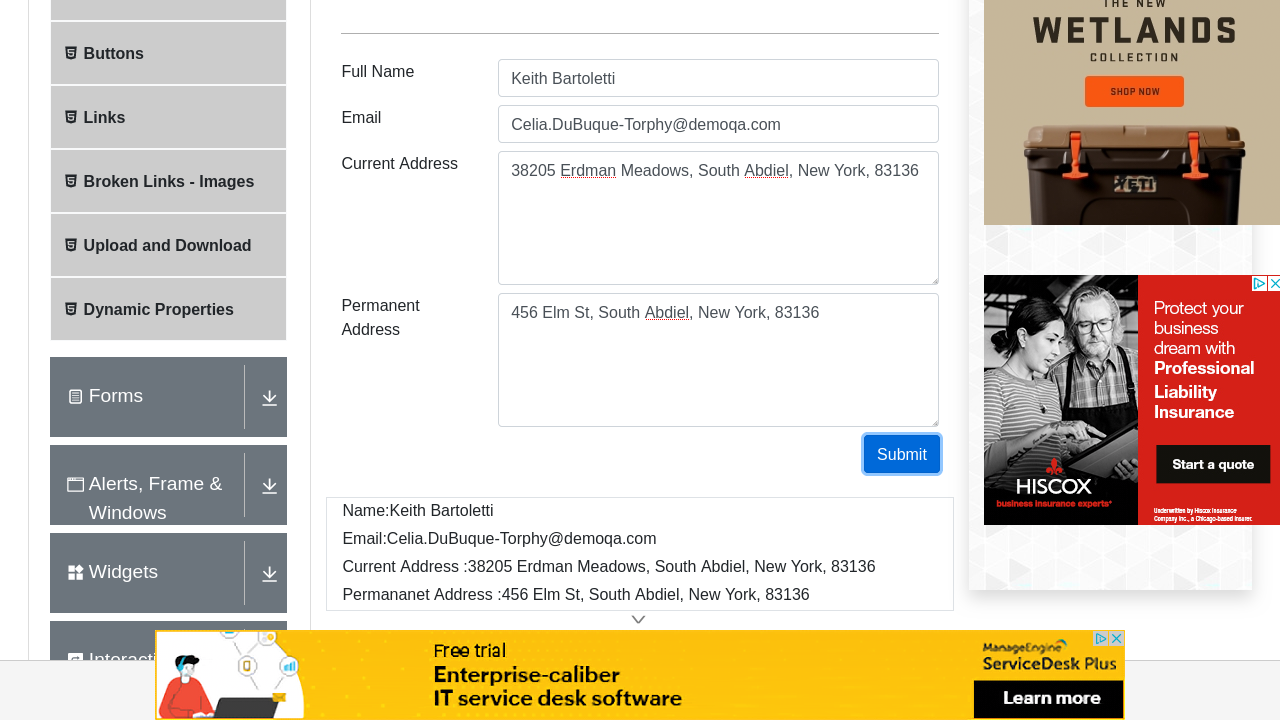 Buttons
Links
Broken Links - Images
Upload and Download
Dynamic Properties
Forms
Alerts, Frame &
Windows
Widgets
Full Name
Keith Bartoletti
Email
Celia.DuBuque-Torphy@demoqa.com
Current Address
38205 Erdman Meadows, South Abdiel, New York, 83136
Permanent
Address
456 Elm St, South Abdiel, New York, 83136
Submit
Name:Keith Bartoletti
Email:Celia.DuBuque-Torphy@demoqa.com
Current Address :38205 Erdman Meadows, South Abdiel, New York, 83136
Permananet Address :456 Elm St, South Abdiel, New York, 83136
THE NEW
WETLANDS
COLLECTION
SHOP NOW
YETI
Protect your
business
dream with
Professional
Liability
Insurance
Start a quote
HISCOX
business insurance experts*
Underwritten by Hiscox Insurance
Company Inc., a Chicago-based insurer.
Free trial
Enterprise-caliber
IT service desk software
ManageEngine
ServiceDesk Plus
Learn more